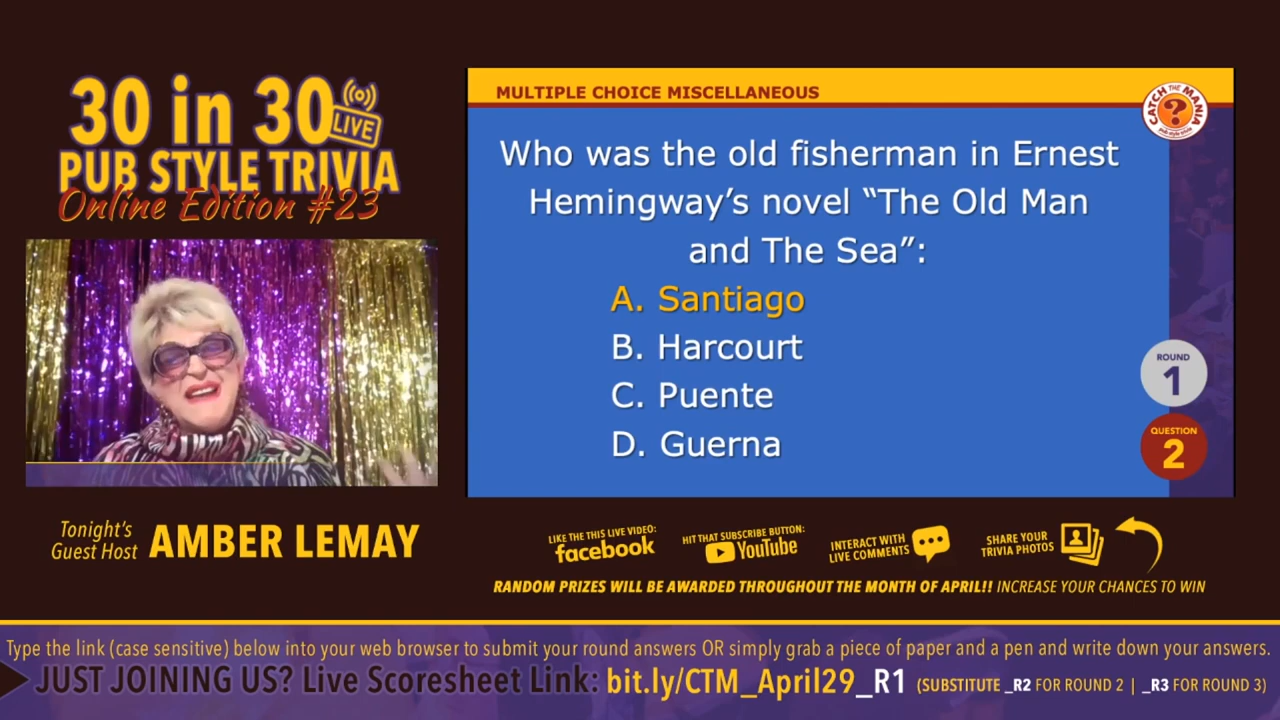 30 in 30
LIVE
PUB STYLE TRIVIA
Online Edition #23
MULTIPLE CHOICE MISCELLANEOUS
CATCH THE MANIA
?
pub style trivia
Who was the old fisherman in Ernest
Hemingway’s novel “The Old Man
and The Sea”:
A. Santiago
B. Harcourt
C. Puente
D. Guerna
ROUND
1
QUESTION
2
Tonight's
Guest Host
AMBER LEMAY
LIKE THE THIS LIVE VIDEO:
facebook
HIT THAT SUBSCRIBE BUTTON:
YouTube
INTERACT WITH
LIVE COMMENTS
SHARE YOUR
TRIVIA PHOTOS
RANDOM PRIZES WILL BE AWARDED THROUGHOUT THE MONTH OF APRIL!! INCREASE YOUR CHANCES TO WIN
Type the link (case sensitive) below into your web browser to submit your round answers OR simply grab a piece of paper and a pen and write down your answers.
JUST JOINING US? Live Scoresheet Link: bit.ly/CTM_April29_R1 (SUBSTITUTE _R2 FOR ROUND 2 | _R3 FOR ROUND 3)